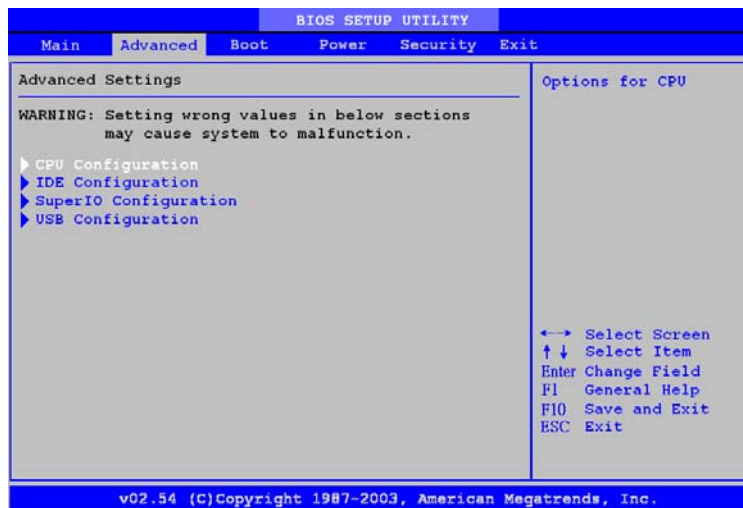 BIOS SETUP UTILITY
Main Advanced Boot Power Security Exit
Advanced Settings
WARNING: Setting wrong values in below sections
may cause system to malfunction.
CPU Configuration
IDE Configuration
SuperIO Configuration
USB Configuration
Options for CPU
←→ Select Screen
↑↓ Select Item
Enter Change Field
F1 General Help
F10 Save and Exit
ESC Exit
v02.54 (C)Copyright 1987-2003, American Megatrends, Inc.